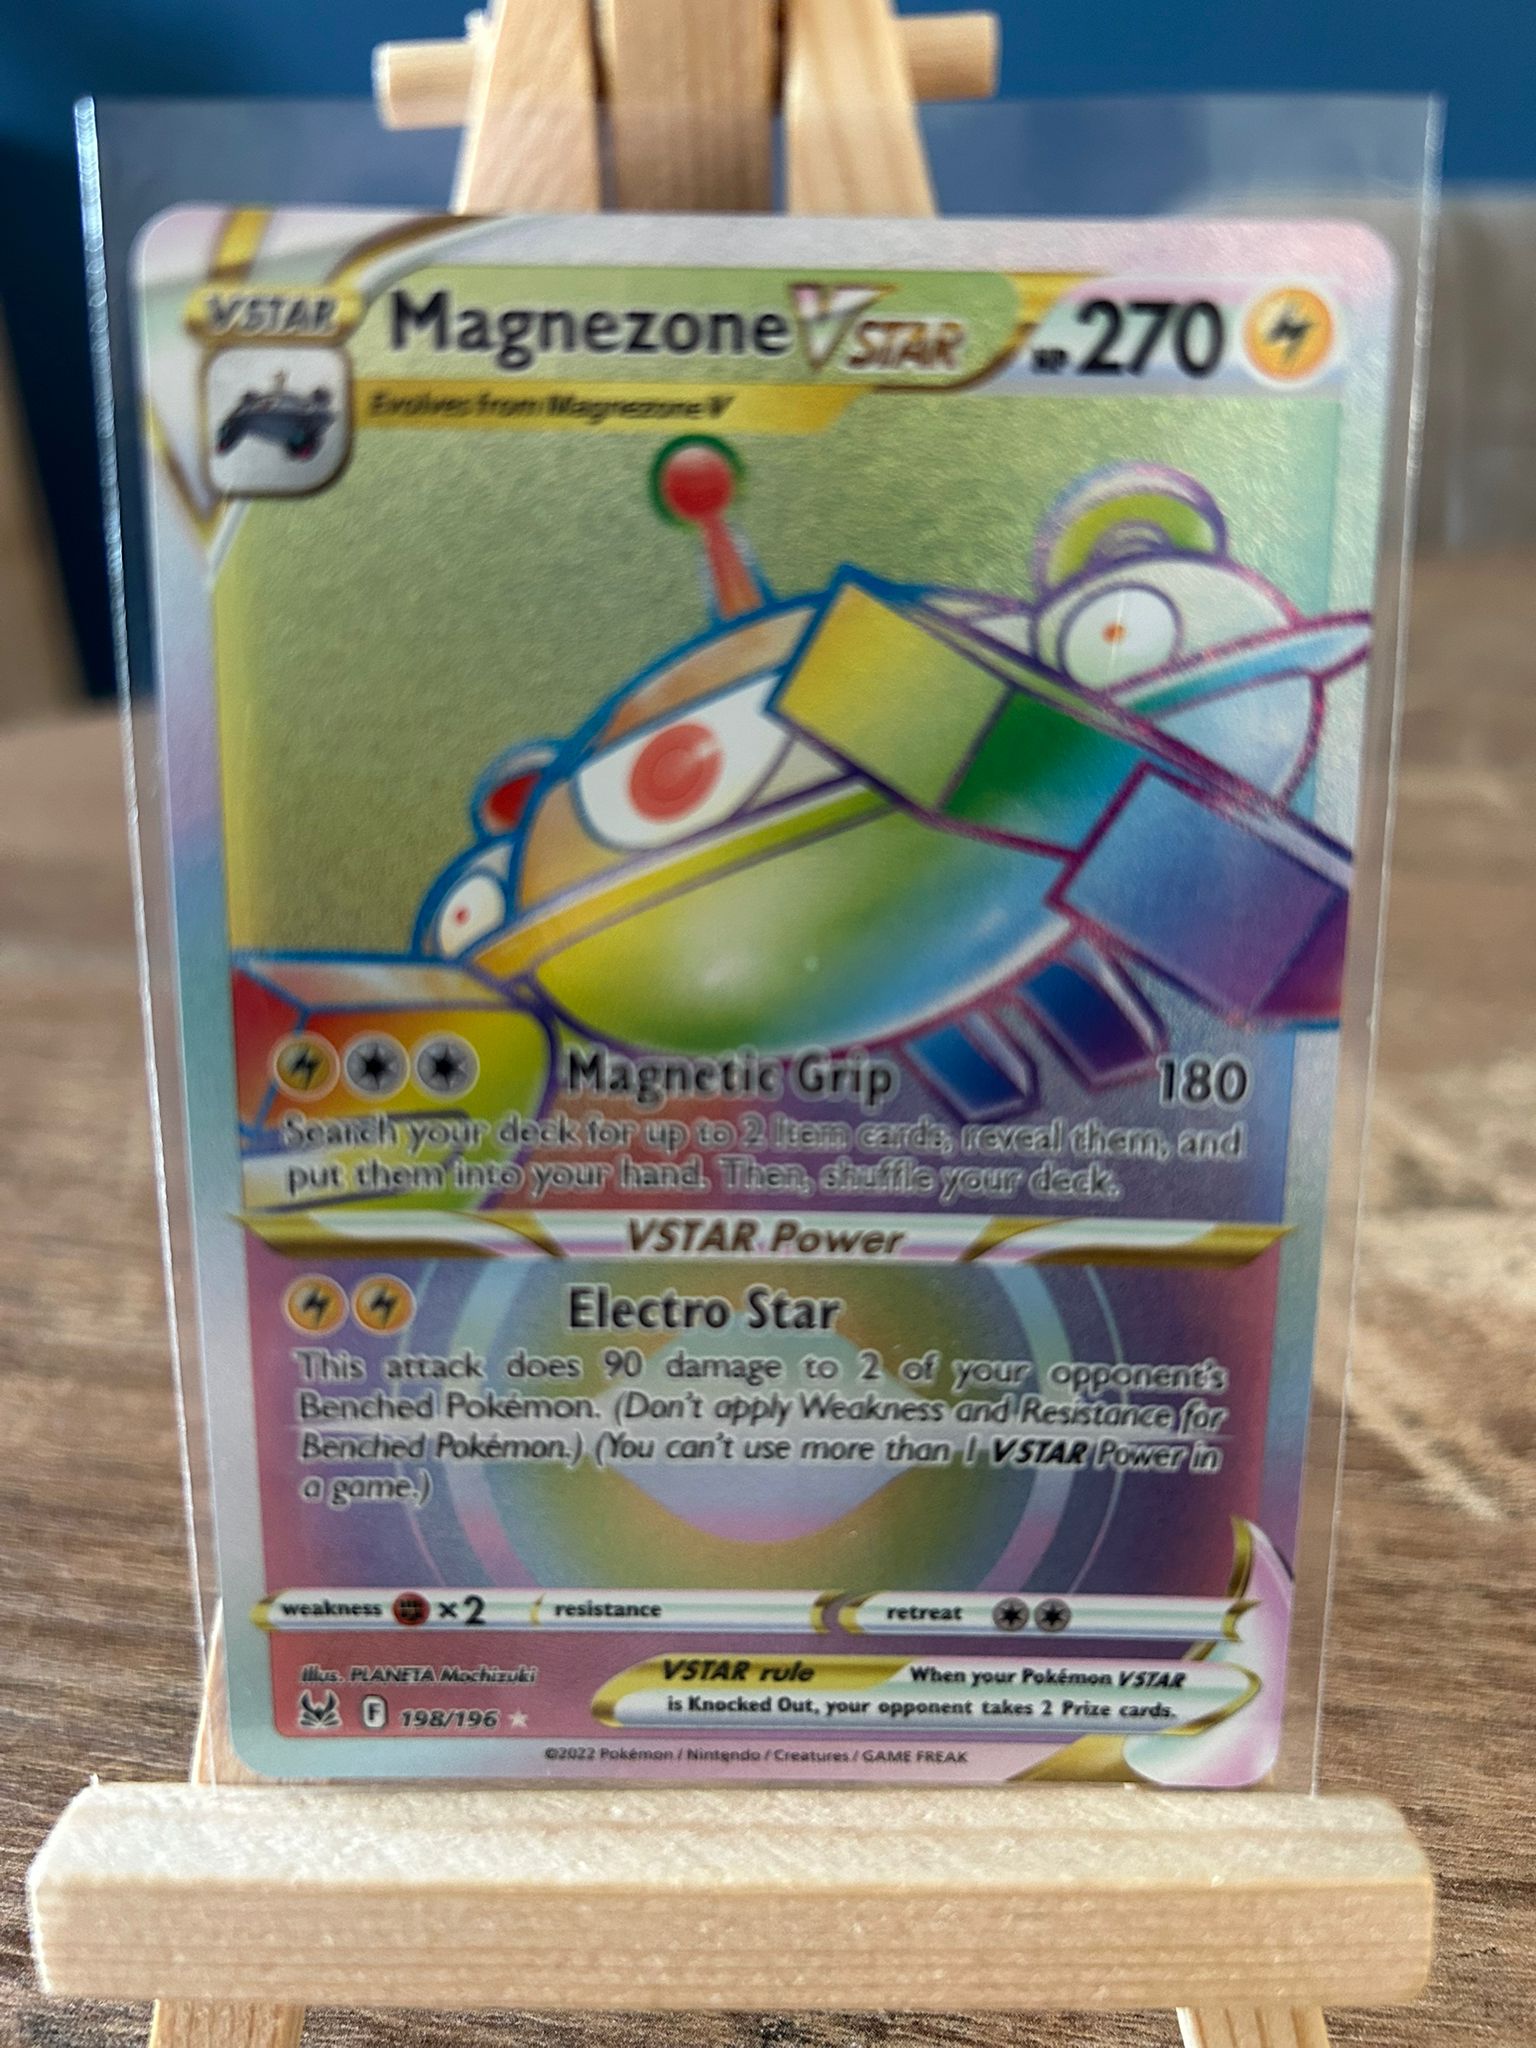 VSTAR
Magnezone VSTAR HP 270
Evolves from Magnezone V
Magnetic Grip 180
Search your deck for up to 2 Item cards, reveal them, and
put them into your hand. Then, shuffle your deck.
VSTAR Power
Electro Star
This attack does 90 damage to 2 of your opponent's
Benched Pokémon. (Don't apply Weakness and Resistance for
Benched Pokémon.) (You can't use more than 1 VSTAR Power in
a game.)
weakness ×2 resistance retreat
Illus. PLANETA Mochizuki
F 198/196
VSTAR rule When your Pokémon VSTAR
is Knocked Out, your opponent takes 2 Prize cards.
©2022 Pokémon / Nintendo / Creatures / GAME FREAK